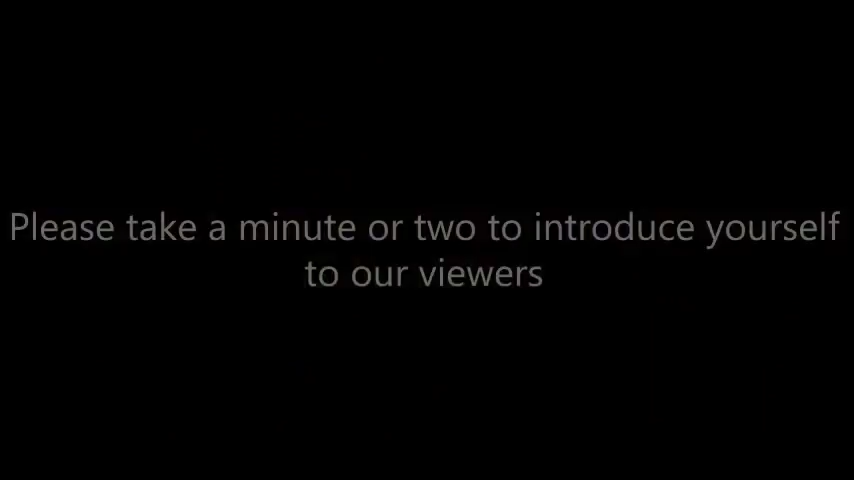 Please take a minute or two to introduce yourself
to our viewers